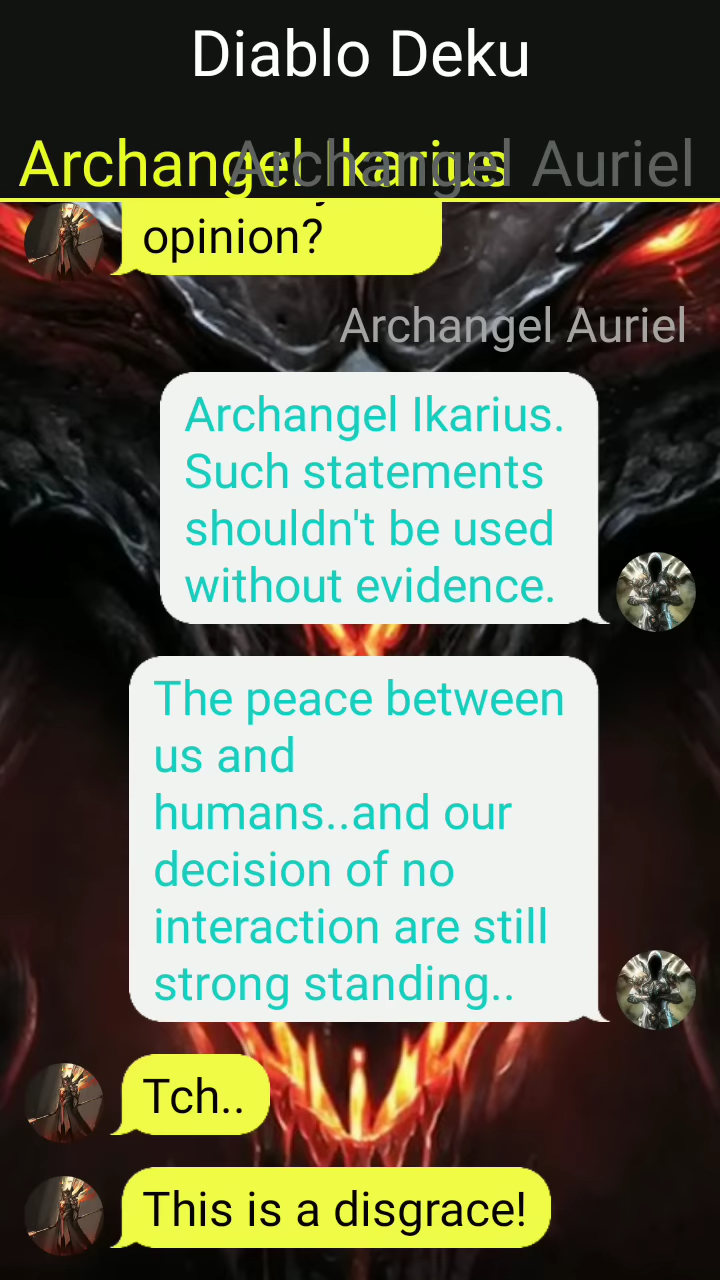 Diablo Deku
Archangel Ikarius
Archangel Auriel
opinion?
Archangel Auriel
Archangel Ikarius.
Such statements
shouldn't be used
without evidence.
The peace between
us and
humans..and our
decision of no
interaction are still
strong standing..
Tch..
This is a disgrace!